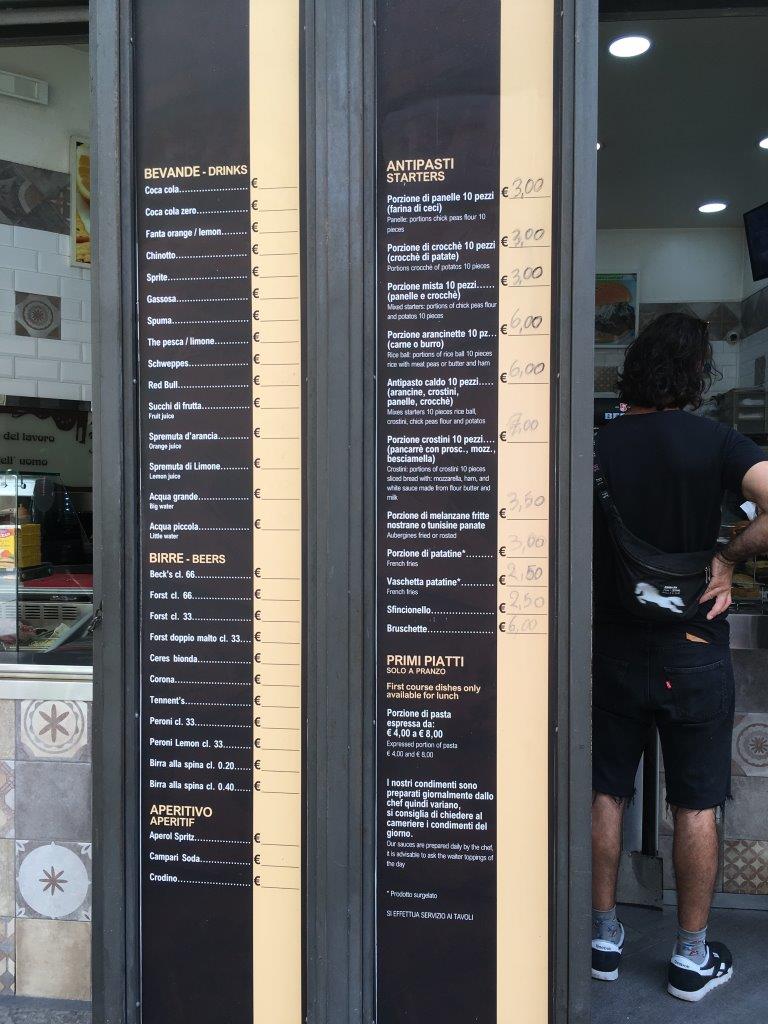 BEVANDE - DRINKS
Coca cola........................€
Coca cola zero.................€
Fanta orange / lemon........€
Chinotto..........................€
Sprite..............................€
Gassosa..........................€
Spuma.............................€
The pesca / limone...........€
Schweppes......................€
Red Bull...........................€
Succhi di frutta.................€
Fruit juice
Spremuta d'arancia..........€
Orange juice
Spremuta di Limone.........€
Lemon juice
Acqua grande..................€
Big water
Acqua piccola..................€
Little water
BIRRE - BEERS
Beck's cl. 66....................€
Forst cl. 66......................€
Forst cl. 33......................€
Forst doppio malto cl. 33....€
Ceres bionda...................€
Corona............................€
Tennent's.........................€
Peroni cl. 33....................€
Peroni Lemon cl. 33........€
Birra alla spina cl. 0.20....€
Birra alla spina cl. 0.40....€
APERITIVO
APERITIF
Aperol Spritz....................€
Campari Soda.................€
Crodino...........................€
ANTIPASTI
STARTERS
Porzione di panelle 10 pezzi € 3,00
(farina di ceci)
Panelle: portions chick peas flour 10
pieces
Porzione di crocchè 10 pezzi € 3,00
(crocchè di patate)
Portions crocchè of potatos 10 pieces
Porzione mista 10 pezzi...... € 3,00
(panelle e crocchè)
Mixed starters: portions of chick peas flour
and potatos 10 pieces
Porzione arancinette 10 pz... € 6,00
(carne o burro)
Rice ball: portions of rice ball 10 pieces
rice with meat peas or butter and ham
Antipasto caldo 10 pezzi..... € 6,00
(arancine, crostini,
panelle, crocchè)
Mixes starters 10 pieces rice ball,
crostini, chick peas flour and potatos
Porzione crostini 10 pezzi.... € 7,00
(pancarrè con prosc., mozz.,
besciamella)
Crostini: portions of crostini 10 pieces
sliced bread with: mozzarella, ham, and
white sauce made from flour butter and
milk
Porzione di melanzane fritte € 3,50
nostrane o tunisine panate
Aubergines fried or rosted
Porzione di patatine*......... € 3,00
French fries
Vaschetta patatine*........... € 2,50
French fries
Sfincionello..................... € 2,50
Bruschette...................... € 6,00
PRIMI PIATTI
SOLO A PRANZO
First course dishes only
available for lunch
Porzione di pasta
espressa da:
€ 4,00 a € 8,00
Expressed portion of pasta
€ 4,00 and € 8,00
I nostri condimenti sono
preparati giornalmente dallo
chef quindi variano,
si consiglia di chiedere al
cameriere i condimenti del
giorno.
Our sauces are prepared daily by the chef,
it is advisable to ask the waiter toppings of
the day
* Prodotto surgelato
SI EFFETTUA SERVIZIO AI TAVOLI
del lavoro
uomo